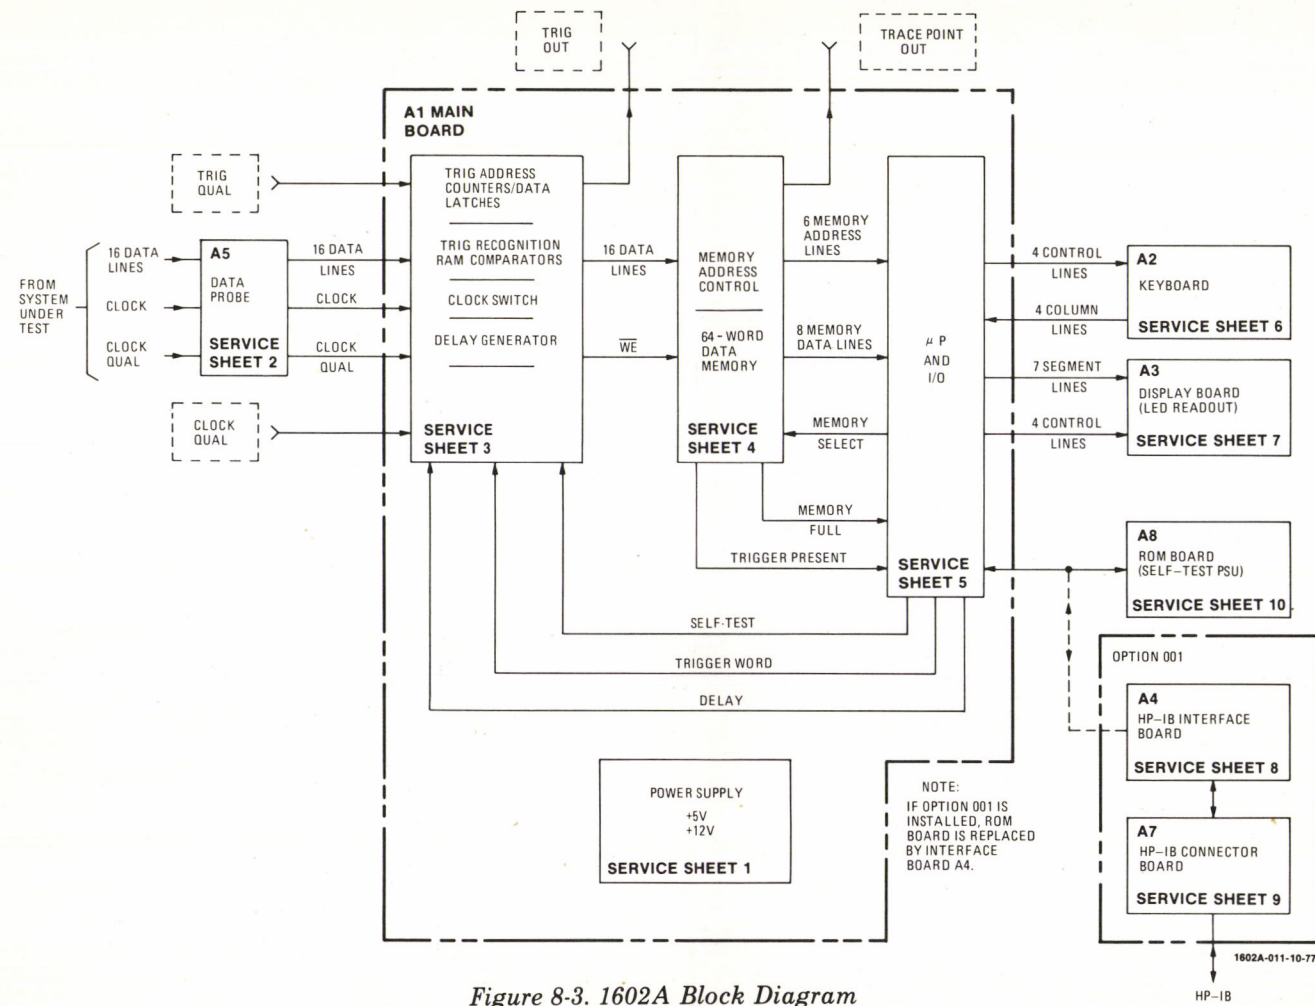 TRIG
OUT
TRACE POINT
OUT
A1 MAIN
BOARD
TRIG
QUAL
TRIG ADDRESS
COUNTERS/DATA
LATCHES
TRIG RECOGNITION
RAM COMPARATORS
CLOCK SWITCH
DELAY GENERATOR
SERVICE
SHEET 3
FROM
SYSTEM
UNDER
TEST
16 DATA
LINES
CLOCK
CLOCK
QUAL
A5
DATA
PROBE
SERVICE
SHEET 2
16 DATA
LINES
CLOCK
CLOCK
QUAL
CLOCK
QUAL
16 DATA
LINES
WE
MEMORY
ADDRESS
CONTROL
64-WORD
DATA
MEMORY
SERVICE
SHEET 4
6 MEMORY
ADDRESS
LINES
8 MEMORY
DATA LINES
MEMORY
SELECT
MEMORY
FULL
TRIGGER PRESENT
μP
AND
I/O
SERVICE
SHEET 5
SELF-TEST
TRIGGER WORD
DELAY
4 CONTROL
LINES
4 COLUMN
LINES
7 SEGMENT
LINES
4 CONTROL
LINES
A2
KEYBOARD
SERVICE SHEET 6
A3
DISPLAY BOARD
(LED READOUT)
SERVICE SHEET 7
A8
ROM BOARD
(SELF-TEST PSU)
SERVICE SHEET 10
OPTION 001
A4
HP-IB INTERFACE
BOARD
SERVICE SHEET 8
A7
HP-IB CONNECTOR
BOARD
SERVICE SHEET 9
POWER SUPPLY
+5V
+12V
SERVICE SHEET 1
NOTE:
IF OPTION 001 IS
INSTALLED, ROM
BOARD IS REPLACED
BY INTERFACE
BOARD A4.
1602A-011-10-77
HP-IB
Figure 8-3. 1602A Block Diagram